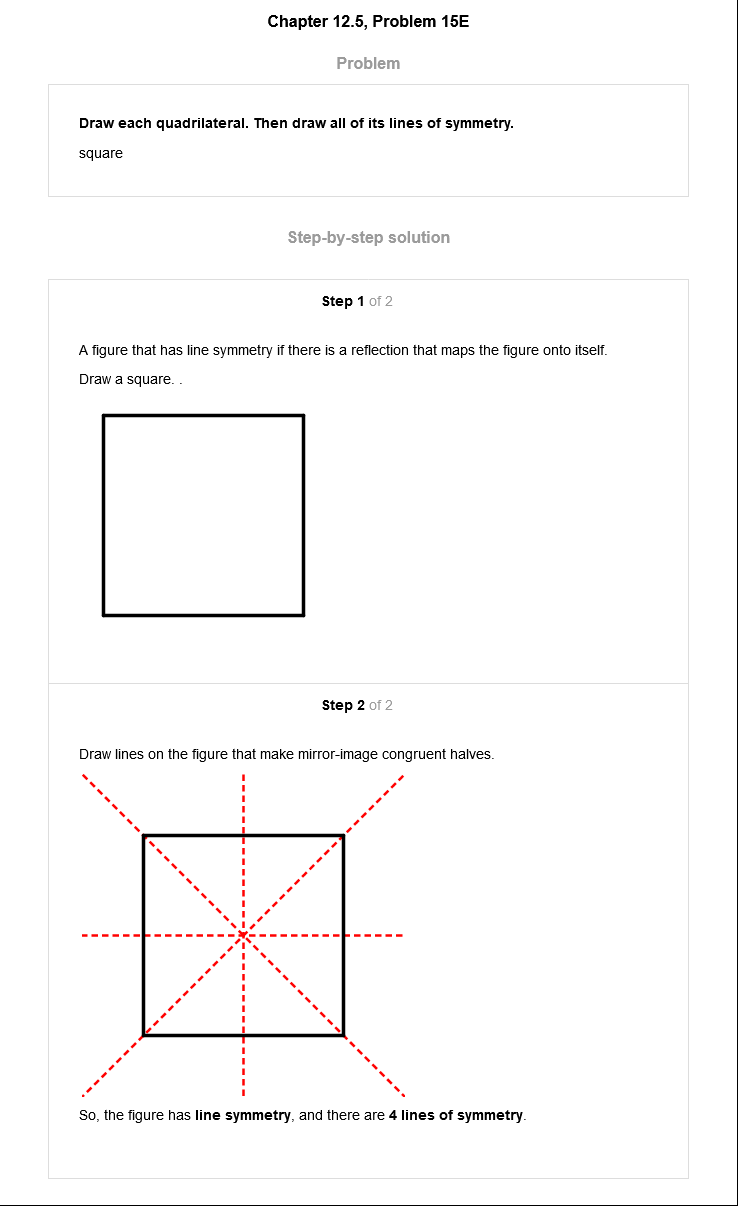 Chapter 12.5, Problem 15E
Problem
Draw each quadrilateral. Then draw all of its lines of symmetry.
square
Step-by-step solution
Step 1 of 2
A figure that has line symmetry if there is a reflection that maps the figure onto itself.
Draw a square. .
Step 2 of 2
Draw lines on the figure that make mirror-image congruent halves.
So, the figure has line symmetry, and there are 4 lines of symmetry.